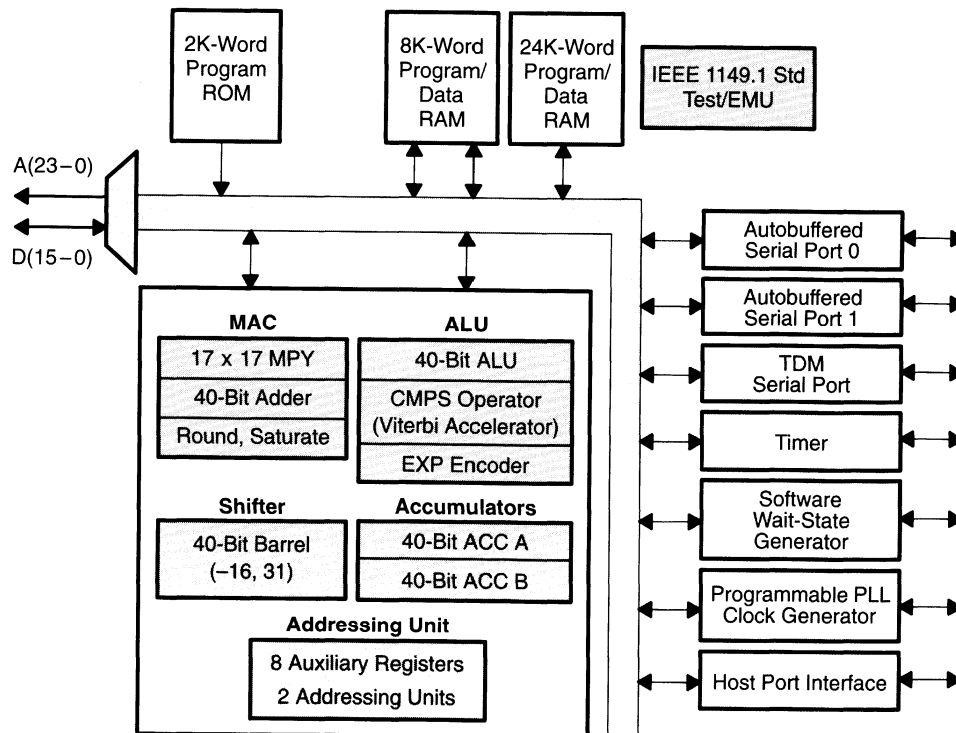 2K-Word
Program
ROM
8K-Word
Program/
Data
RAM
24K-Word
Program/
Data
RAM
IEEE 1149.1 Std
Test/EMU
A(23–0)
D(15–0)
MAC
17 x 17 MPY
40-Bit Adder
Round, Saturate
ALU
40-Bit ALU
CMPS Operator
(Viterbi Accelerator)
EXP Encoder
Shifter
40-Bit Barrel
(–16, 31)
Accumulators
40-Bit ACC A
40-Bit ACC B
Addressing Unit
8 Auxiliary Registers
2 Addressing Units
Autobuffered
Serial Port 0
Autobuffered
Serial Port 1
TDM
Serial Port
Timer
Software
Wait-State
Generator
Programmable PLL
Clock Generator
Host Port Interface